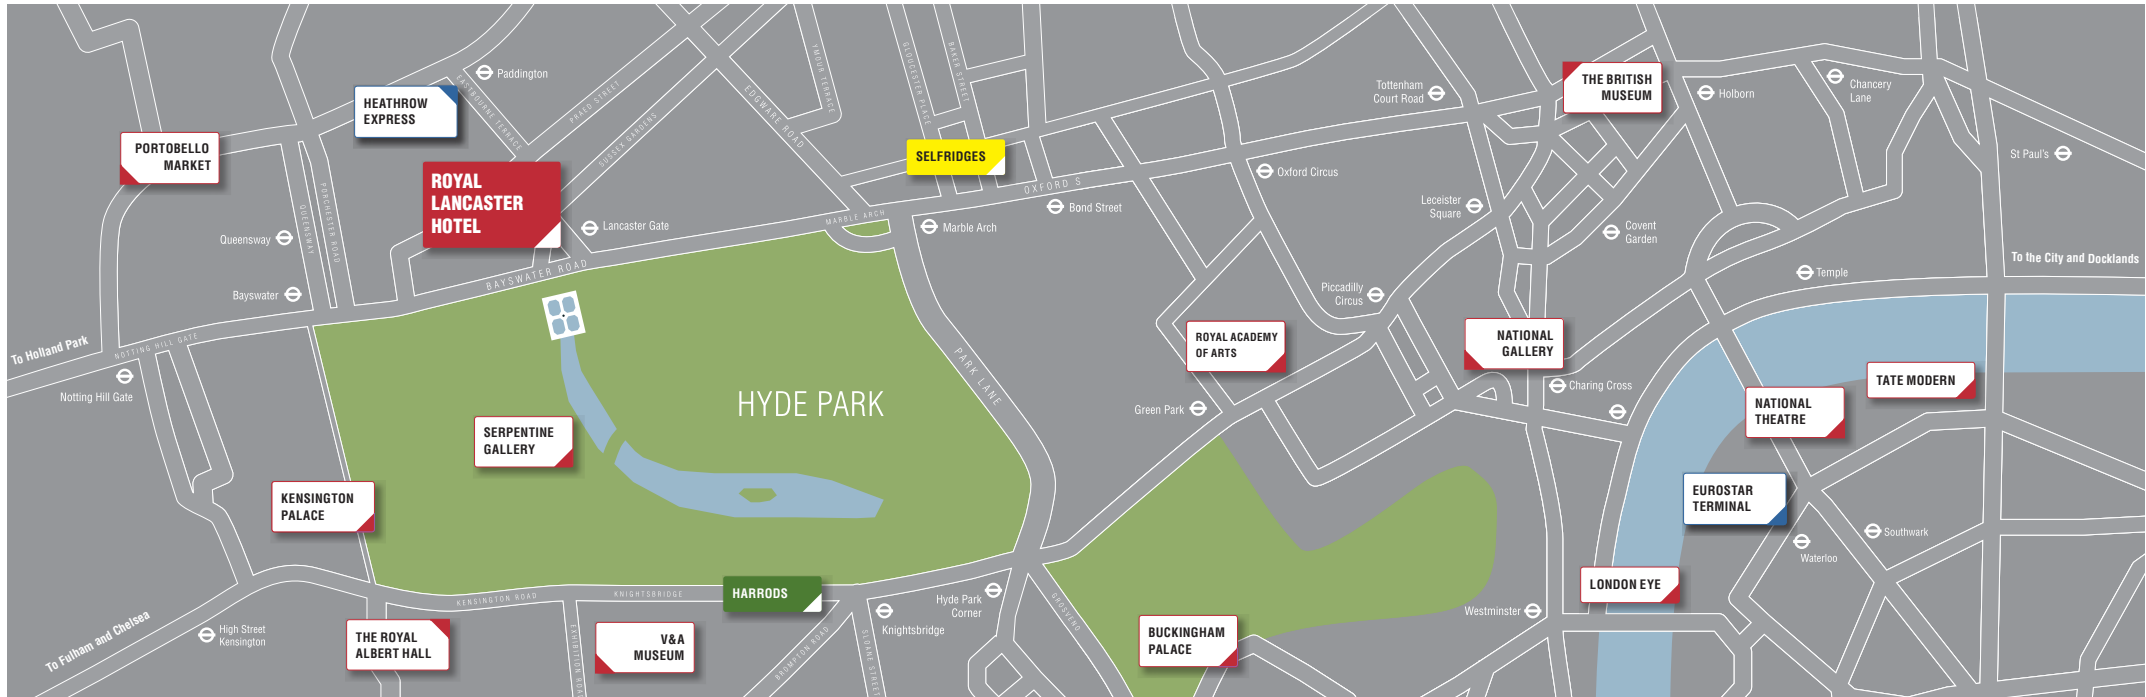 Paddington
HEATHROW
EXPRESS
EASTBOURNE TERRACE
PRAED STREET
SUSSEX GARDENS
EDGWARE ROAD
YMOUR TERRACE
GLOUCESTER PLACE
BAKER STREET
Tottenham
Court Road
THE BRITISH
MUSEUM
Holborn
Chancery
Lane
PORTOBELLO
MARKET
SELFRIDGES
St Paul's
ROYAL
LANCASTER
HOTEL
PORCHESTER ROAD
QUEENSWAY
Queensway
Lancaster Gate
MARBLE ARCH
Marble Arch
OXFORD S
Bond Street
Oxford Circus
Leceister
Square
Covent
Garden
To the City and Docklands
Temple
BAYSWATER ROAD
Bayswater
Piccadilly
Circus
To Holland Park
NOTTING HILL GATE
Notting Hill Gate
ROYAL ACADEMY
OF ARTS
NATIONAL
GALLERY
PARK LANE
HYDE PARK
Green Park
Charing Cross
TATE MODERN
NATIONAL
THEATRE
SERPENTINE
GALLERY
KENSINGTON
PALACE
EUROSTAR
TERMINAL
Southwark
Waterloo
LONDON EYE
Westminster
HARRODS
KENSINGTON ROAD
KNIGHTSBRIDGE
Hyde Park
Corner
Knightsbridge
GROSVENO
To Fulham and Chelsea
High Street
Kensington
THE ROYAL
ALBERT HALL
EXHIBITION ROAD
V&A
MUSEUM
BROMPTON ROAD
SLOANE STREET
BUCKINGHAM
PALACE